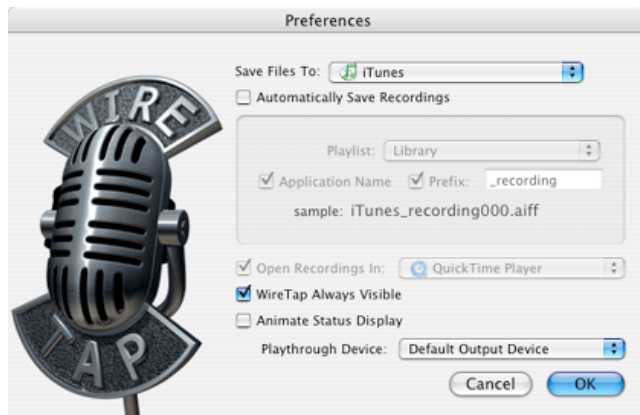 Preferences
WIRE
TAP
Save Files To: iTunes
Automatically Save Recordings
Playlist: Library
Application Name Prefix: _recording
sample: iTunes_recording000.aiff
Open Recordings In: QuickTime Player
WireTap Always Visible
Animate Status Display
Playthrough Device: Default Output Device
Cancel OK